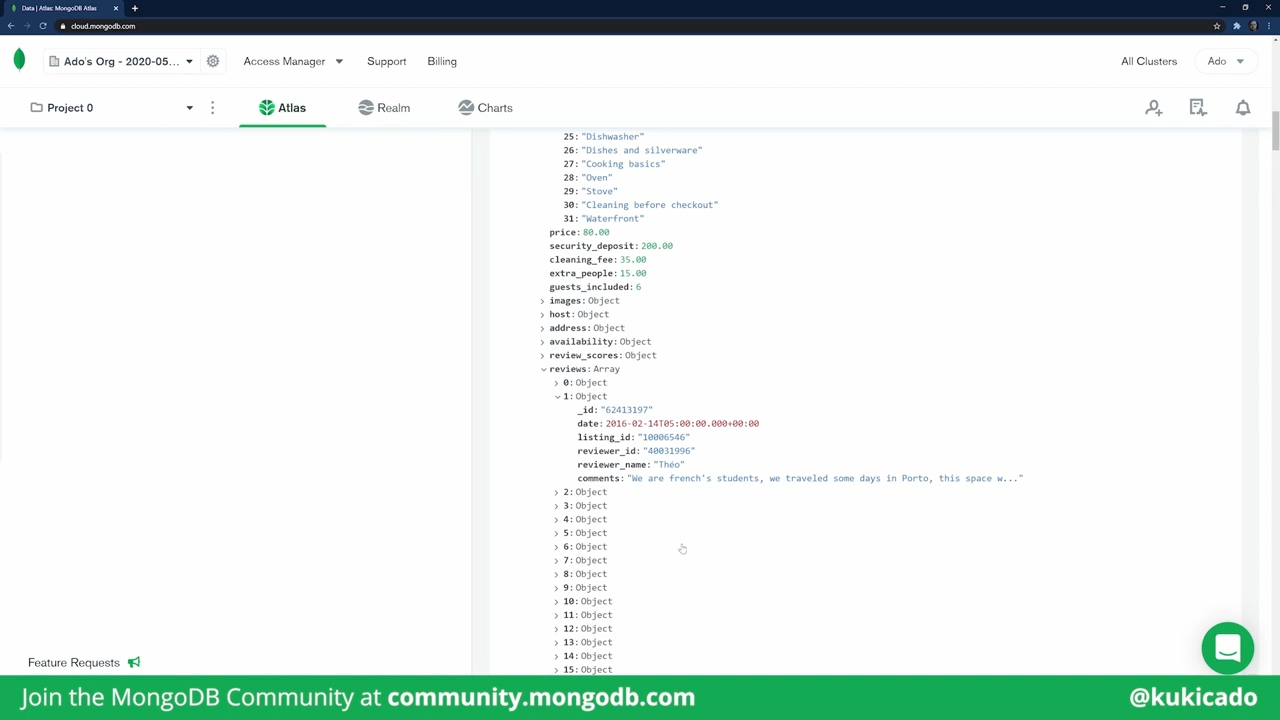 Data | Atlas: MongoDB Atlas
cloud.mongodb.com
Ado's Org - 2020-05... Access Manager Support Billing All Clusters Ado
Project 0 Atlas Realm Charts
25: "Dishwasher"
26: "Dishes and silverware"
27: "Cooking basics"
28: "Oven"
29: "Stove"
30: "Cleaning before checkout"
31: "Waterfront"
price: 80.00
security_deposit: 200.00
cleaning_fee: 35.00
extra_people: 15.00
guests_included: 6
images: Object
host: Object
address: Object
availability: Object
review_scores: Object
reviews: Array
0: Object
1: Object
_id: "62413197"
date: 2016-02-14T05:00:00.000+00:00
listing_id: "10006546"
reviewer_id: "40031996"
reviewer_name: "Théo"
comments: "We are french's students, we traveled some days in Porto, this space w..."
2: Object
3: Object
4: Object
5: Object
6: Object
7: Object
8: Object
9: Object
10: Object
11: Object
12: Object
13: Object
14: Object
15: Object
Feature Requests
Join the MongoDB Community at community.mongodb.com @kukicado